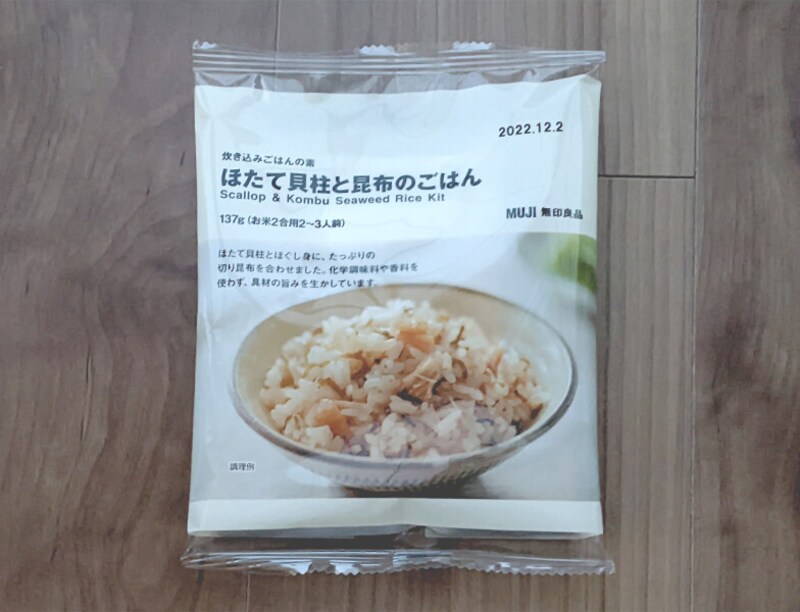 2022.12.2
炊き込みごはんの素
ほたて貝柱と昆布のごはん
Scallop & Kombu Seaweed Rice Kit
137g(お米2合用2〜3人前)
MUJI 無印良品
ほたて貝柱とほぐし身に、たっぷりの
切り昆布を合わせました。化学調味料や香料を
使わず、具材の旨みを生かしています。
調理例